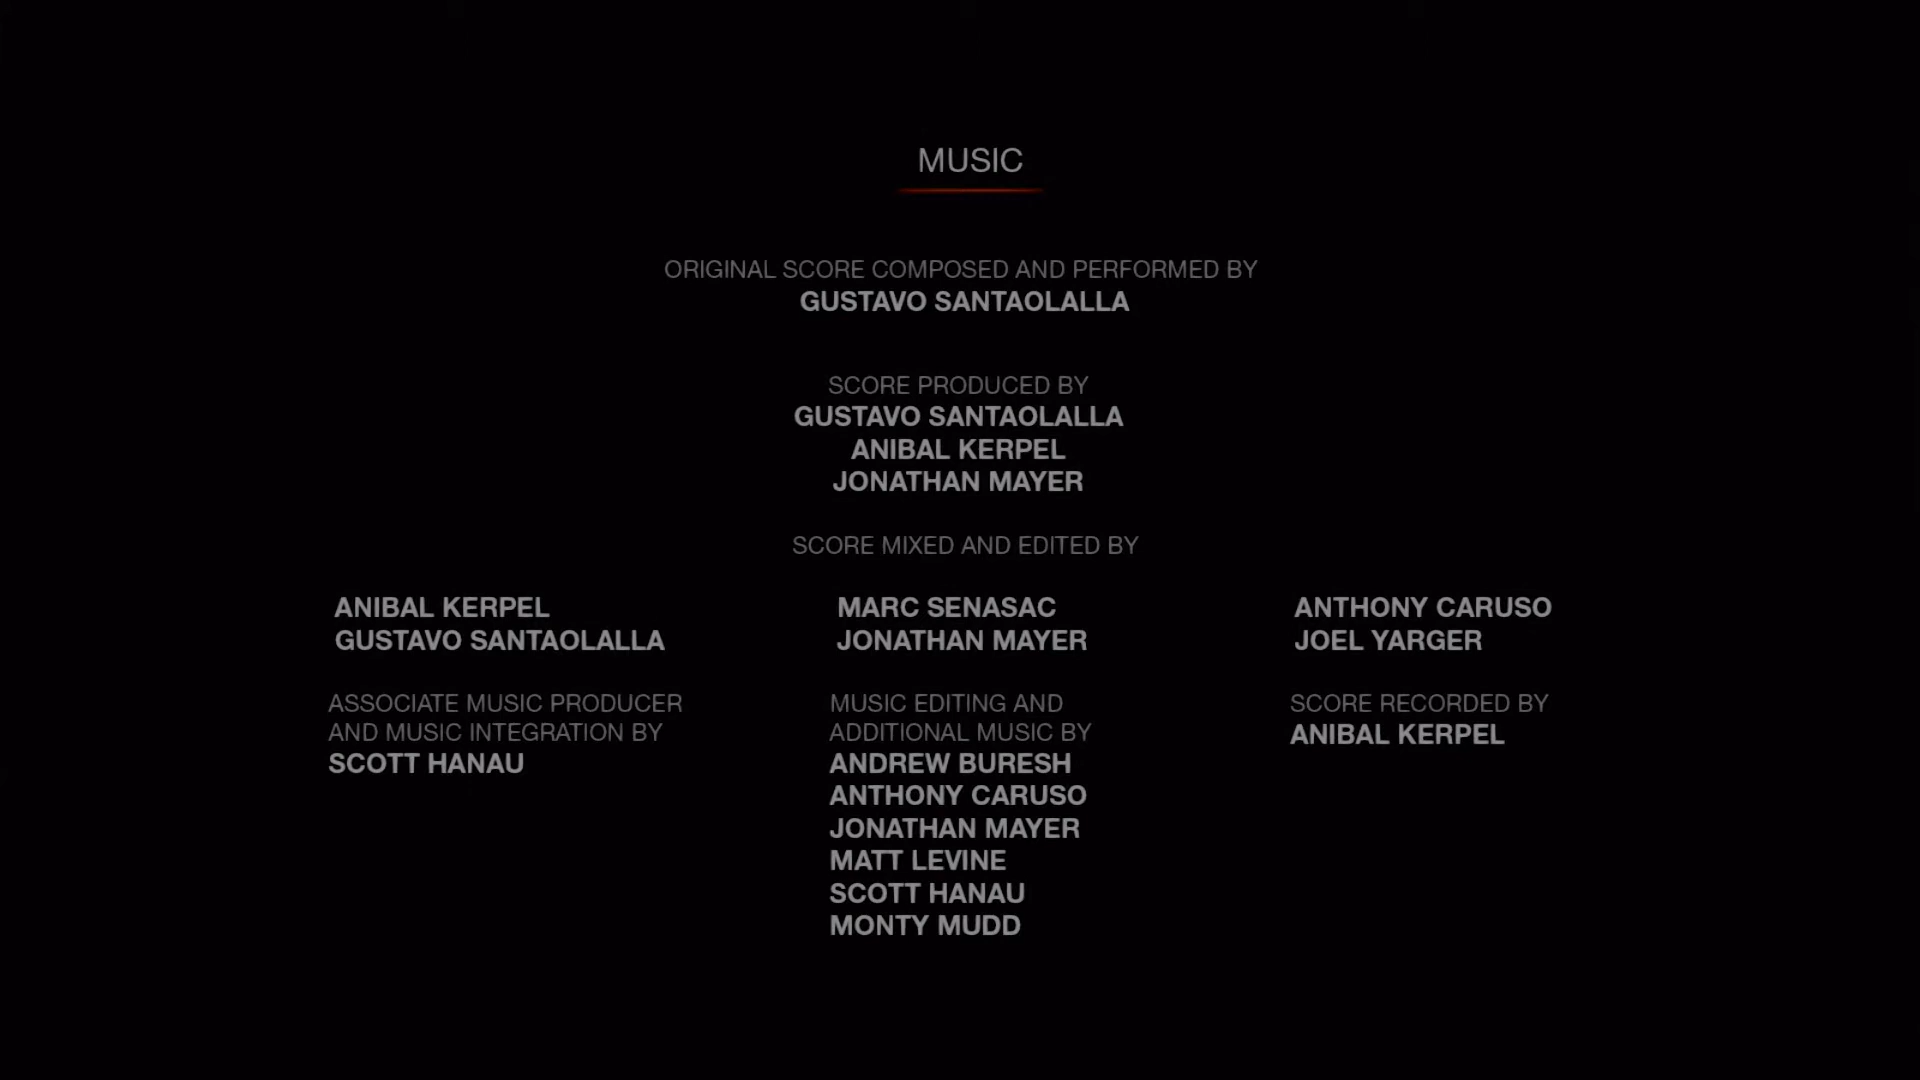 MUSIC
ORIGINAL SCORE COMPOSED AND PERFORMED BY
GUSTAVO SANTAOLALLA
SCORE PRODUCED BY
GUSTAVO SANTAOLALLA
ANIBAL KERPEL
JONATHAN MAYER
SCORE MIXED AND EDITED BY
ANIBAL KERPEL
GUSTAVO SANTAOLALLA
MARC SENASAC
JONATHAN MAYER
ANTHONY CARUSO
JOEL YARGER
ASSOCIATE MUSIC PRODUCER
AND MUSIC INTEGRATION BY
SCOTT HANAU
MUSIC EDITING AND
ADDITIONAL MUSIC BY
ANDREW BURESH
ANTHONY CARUSO
JONATHAN MAYER
MATT LEVINE
SCOTT HANAU
MONTY MUDD
SCORE RECORDED BY
ANIBAL KERPEL